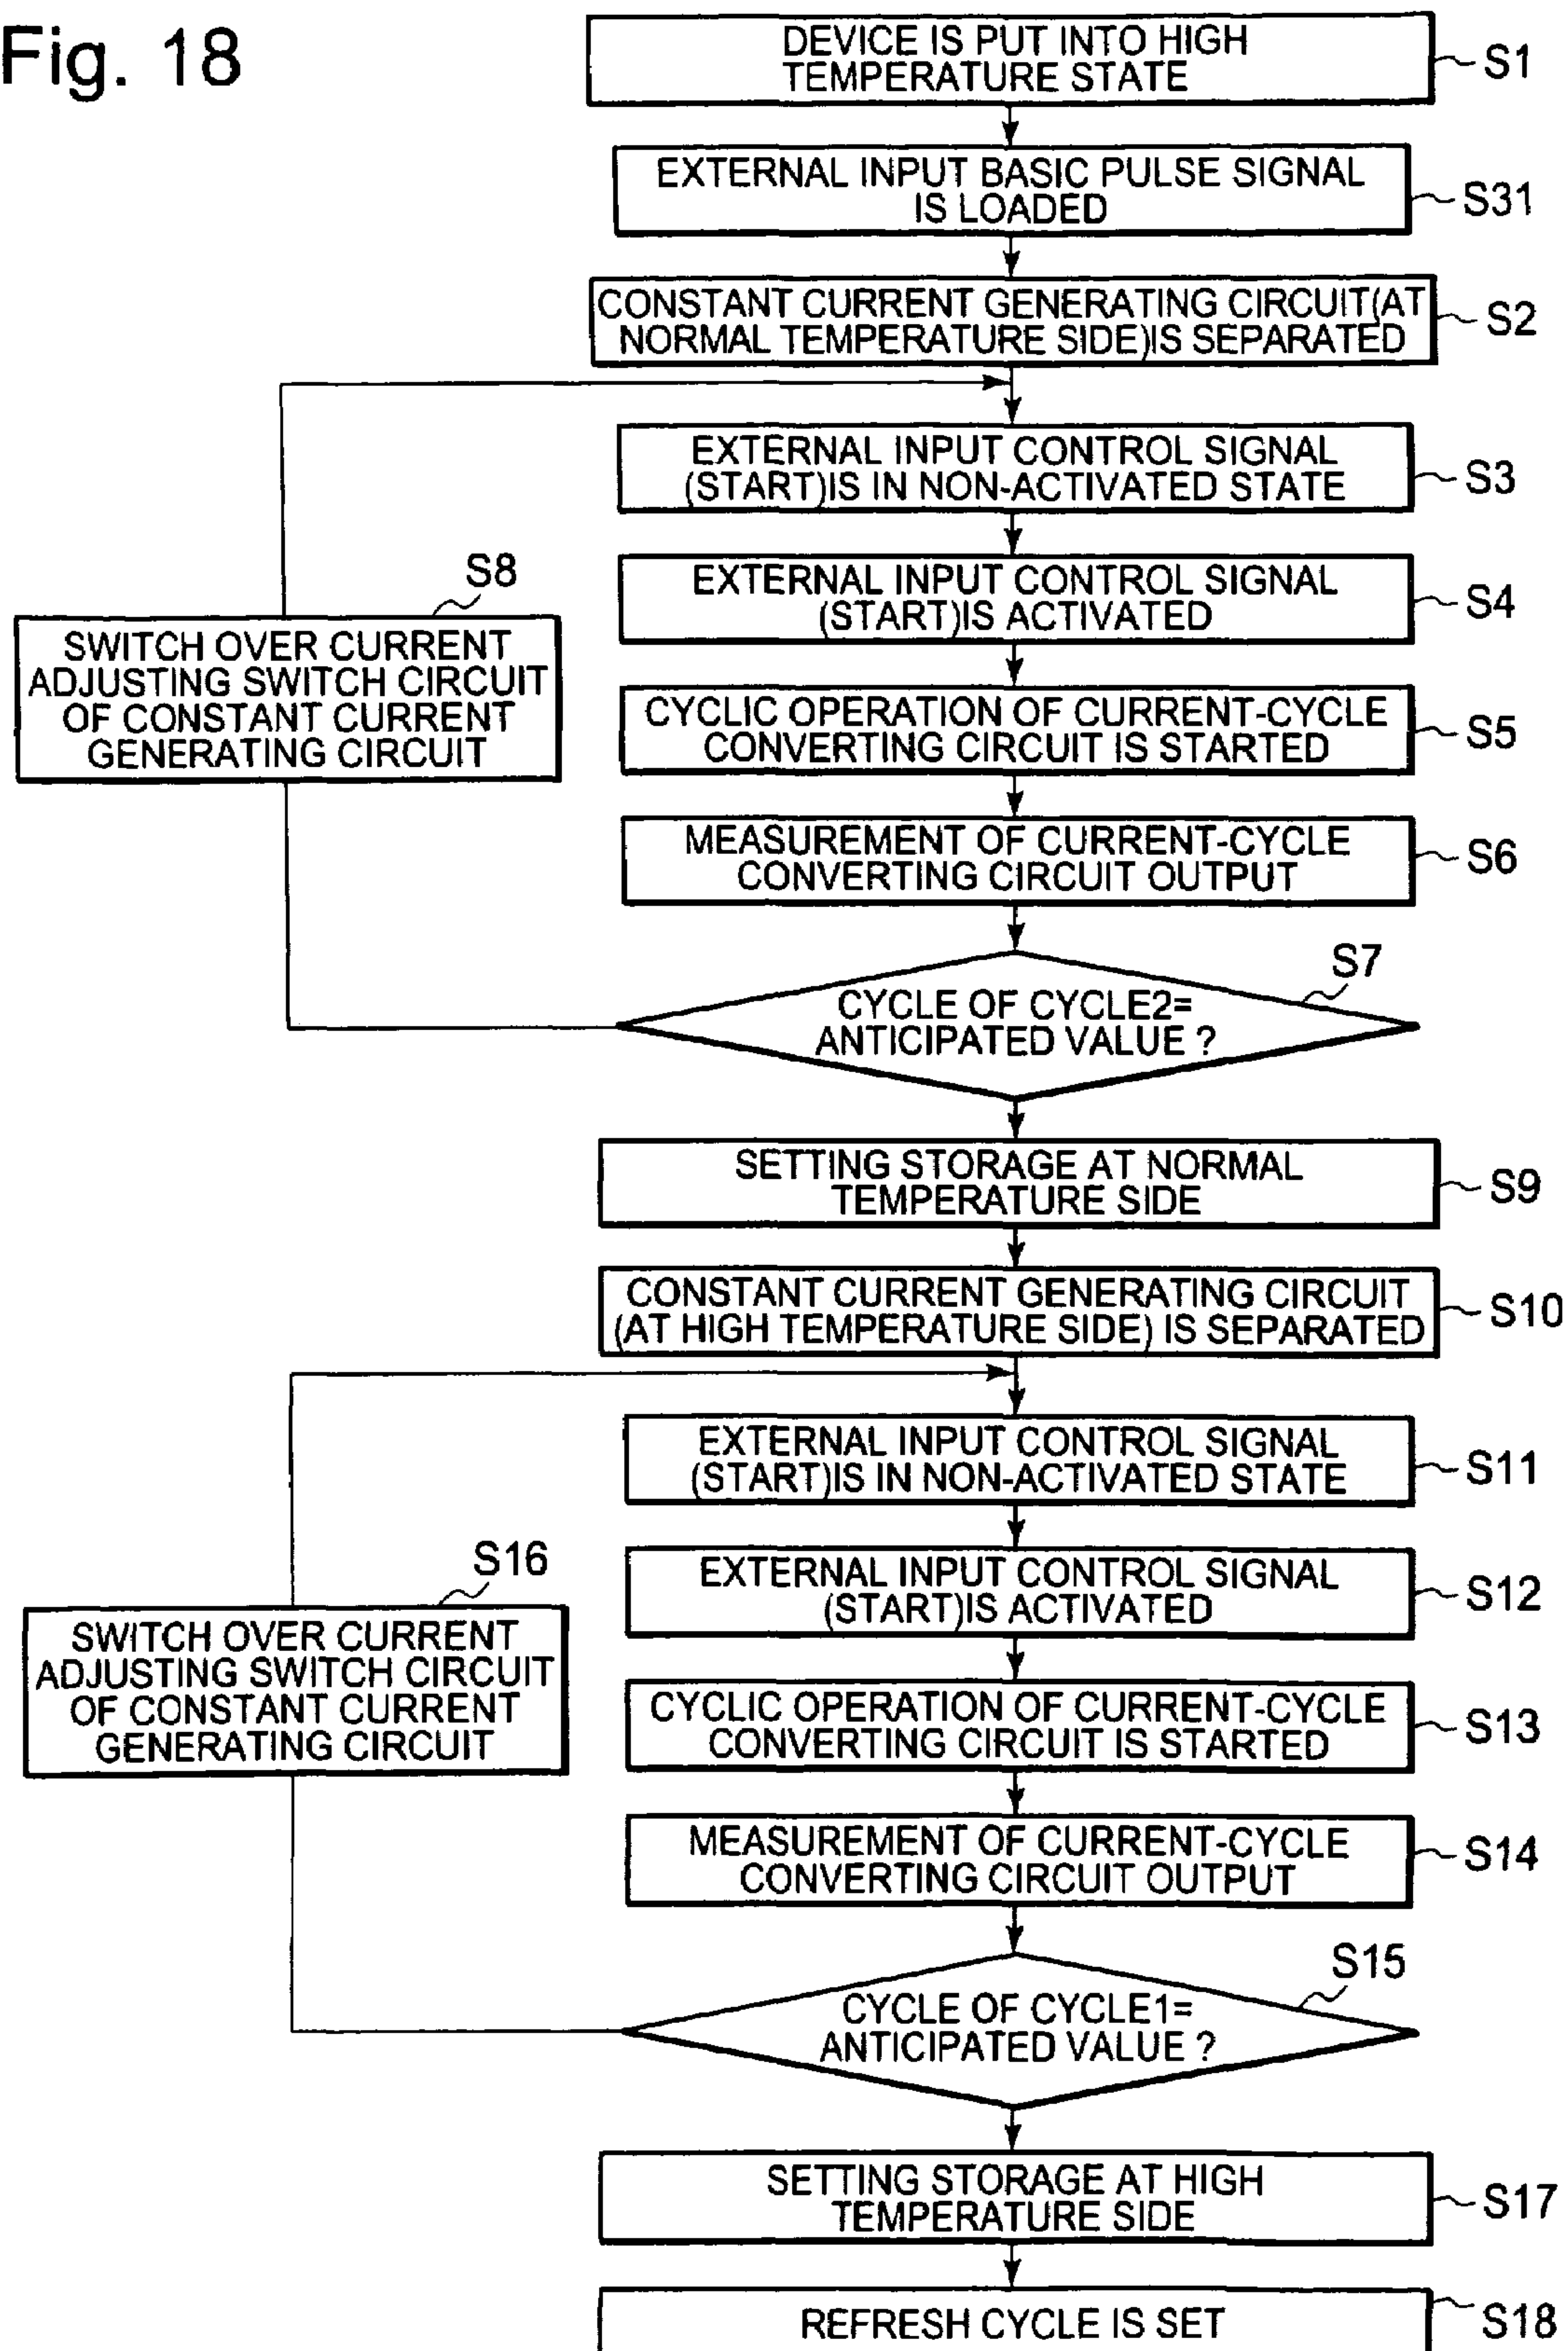 Fig. 18
DEVICE IS PUT INTO HIGH
TEMPERATURE STATE
S1
EXTERNAL INPUT BASIC PULSE SIGNAL
IS LOADED
S31
CONSTANT CURRENT GENERATING CIRCUIT(AT
NORMAL TEMPERATURE SIDE)IS SEPARATED
S2
EXTERNAL INPUT CONTROL SIGNAL
(START)IS IN NON-ACTIVATED STATE
S3
EXTERNAL INPUT CONTROL SIGNAL
(START)IS ACTIVATED
S4
S8
SWITCH OVER CURRENT
ADJUSTING SWITCH CIRCUIT
OF CONSTANT CURRENT
GENERATING CIRCUIT
CYCLIC OPERATION OF CURRENT-CYCLE
CONVERTING CIRCUIT IS STARTED
S5
MEASUREMENT OF CURRENT-CYCLE
CONVERTING CIRCUIT OUTPUT
S6
S7
CYCLE OF CYCLE2=
ANTICIPATED VALUE ?
SETTING STORAGE AT NORMAL
TEMPERATURE SIDE
S9
CONSTANT CURRENT GENERATING CIRCUIT
(AT HIGH TEMPERATURE SIDE) IS SEPARATED
S10
EXTERNAL INPUT CONTROL SIGNAL
(START)IS IN NON-ACTIVATED STATE
S11
EXTERNAL INPUT CONTROL SIGNAL
(START)IS ACTIVATED
S12
S16
SWITCH OVER CURRENT
ADJUSTING SWITCH CIRCUIT
OF CONSTANT CURRENT
GENERATING CIRCUIT
CYCLIC OPERATION OF CURRENT-CYCLE
CONVERTING CIRCUIT IS STARTED
S13
MEASUREMENT OF CURRENT-CYCLE
CONVERTING CIRCUIT OUTPUT
S14
S15
CYCLE OF CYCLE1=
ANTICIPATED VALUE ?
SETTING STORAGE AT HIGH
TEMPERATURE SIDE
S17
REFRESH CYCLE IS SET
S18